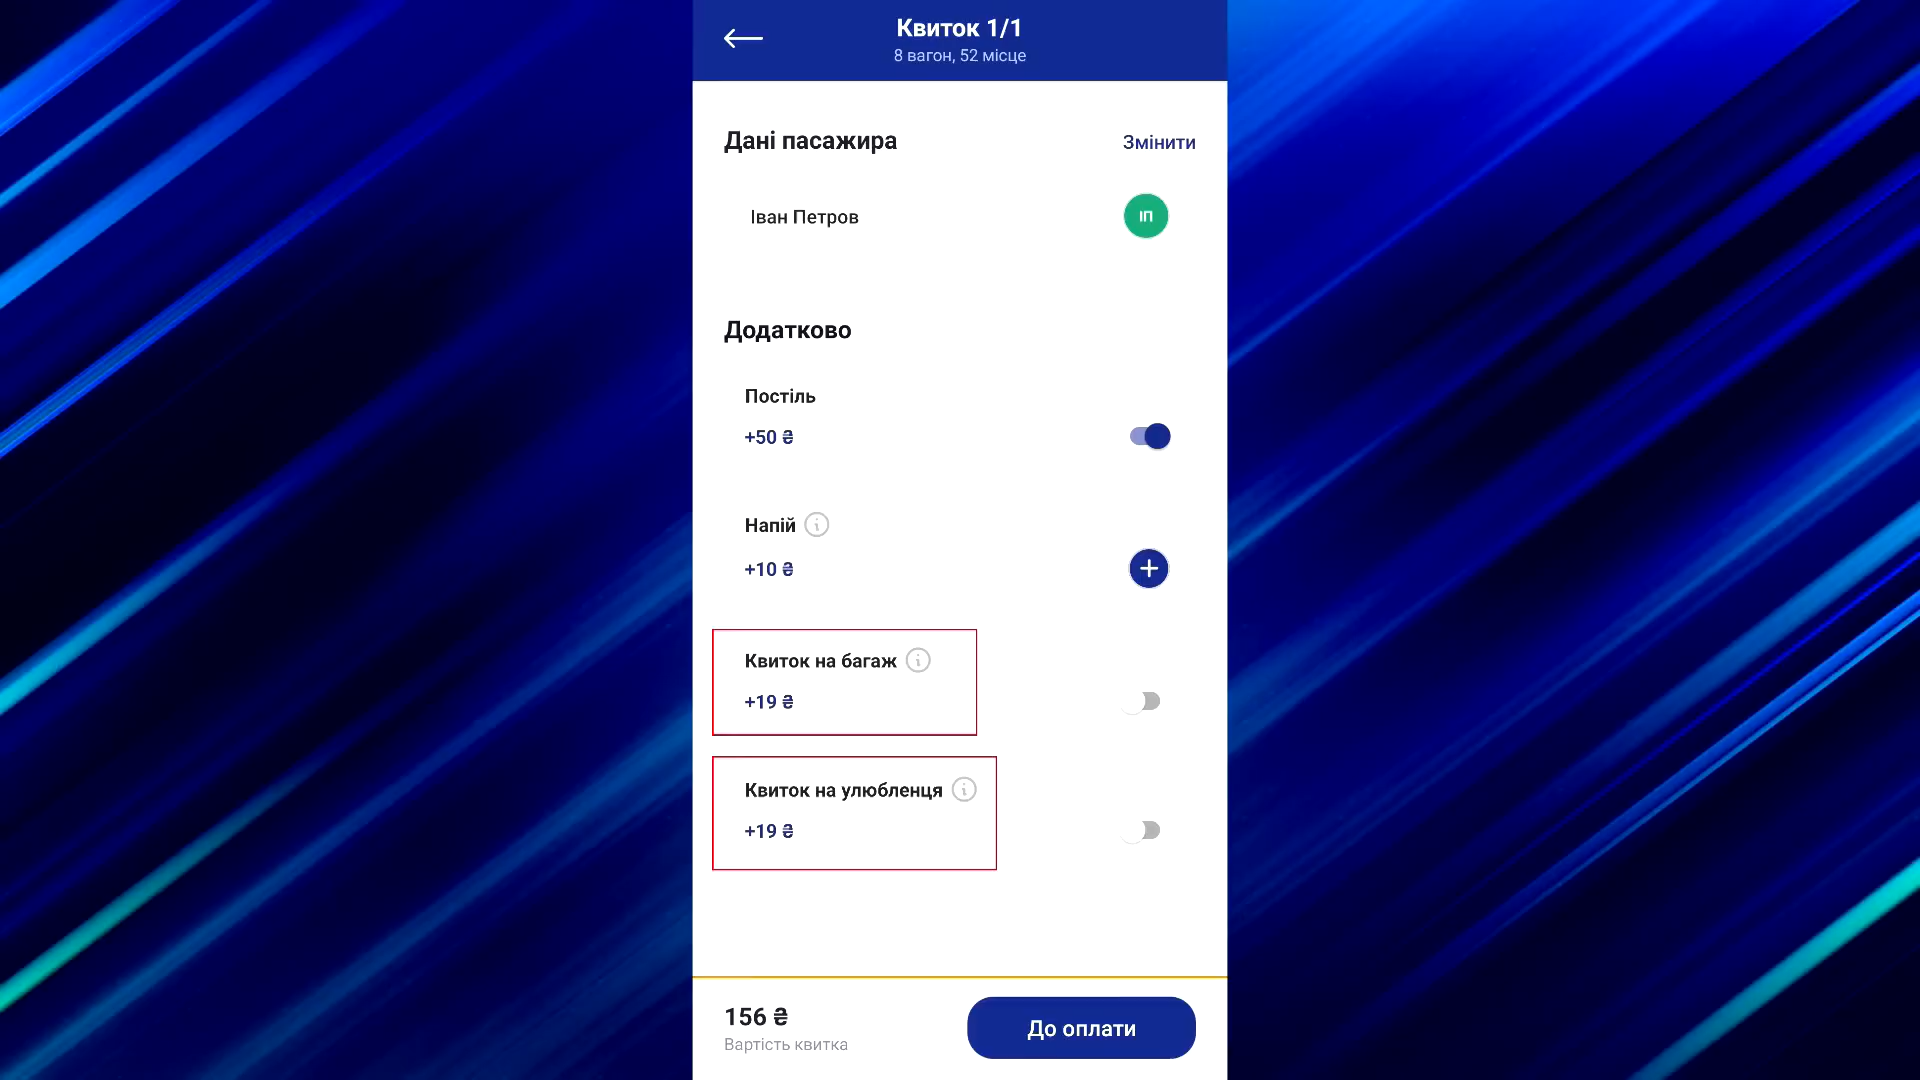 Квиток 1/1
8 вагон, 52 місце
Дані пасажира
Змінити
Іван Петров
ІП
Додатково
Постіль
+50 ₴
Напій
+10 ₴
Квиток на багаж
+19 ₴
Квиток на улюбленця
+19 ₴
156 ₴
Вартість квитка
До оплати